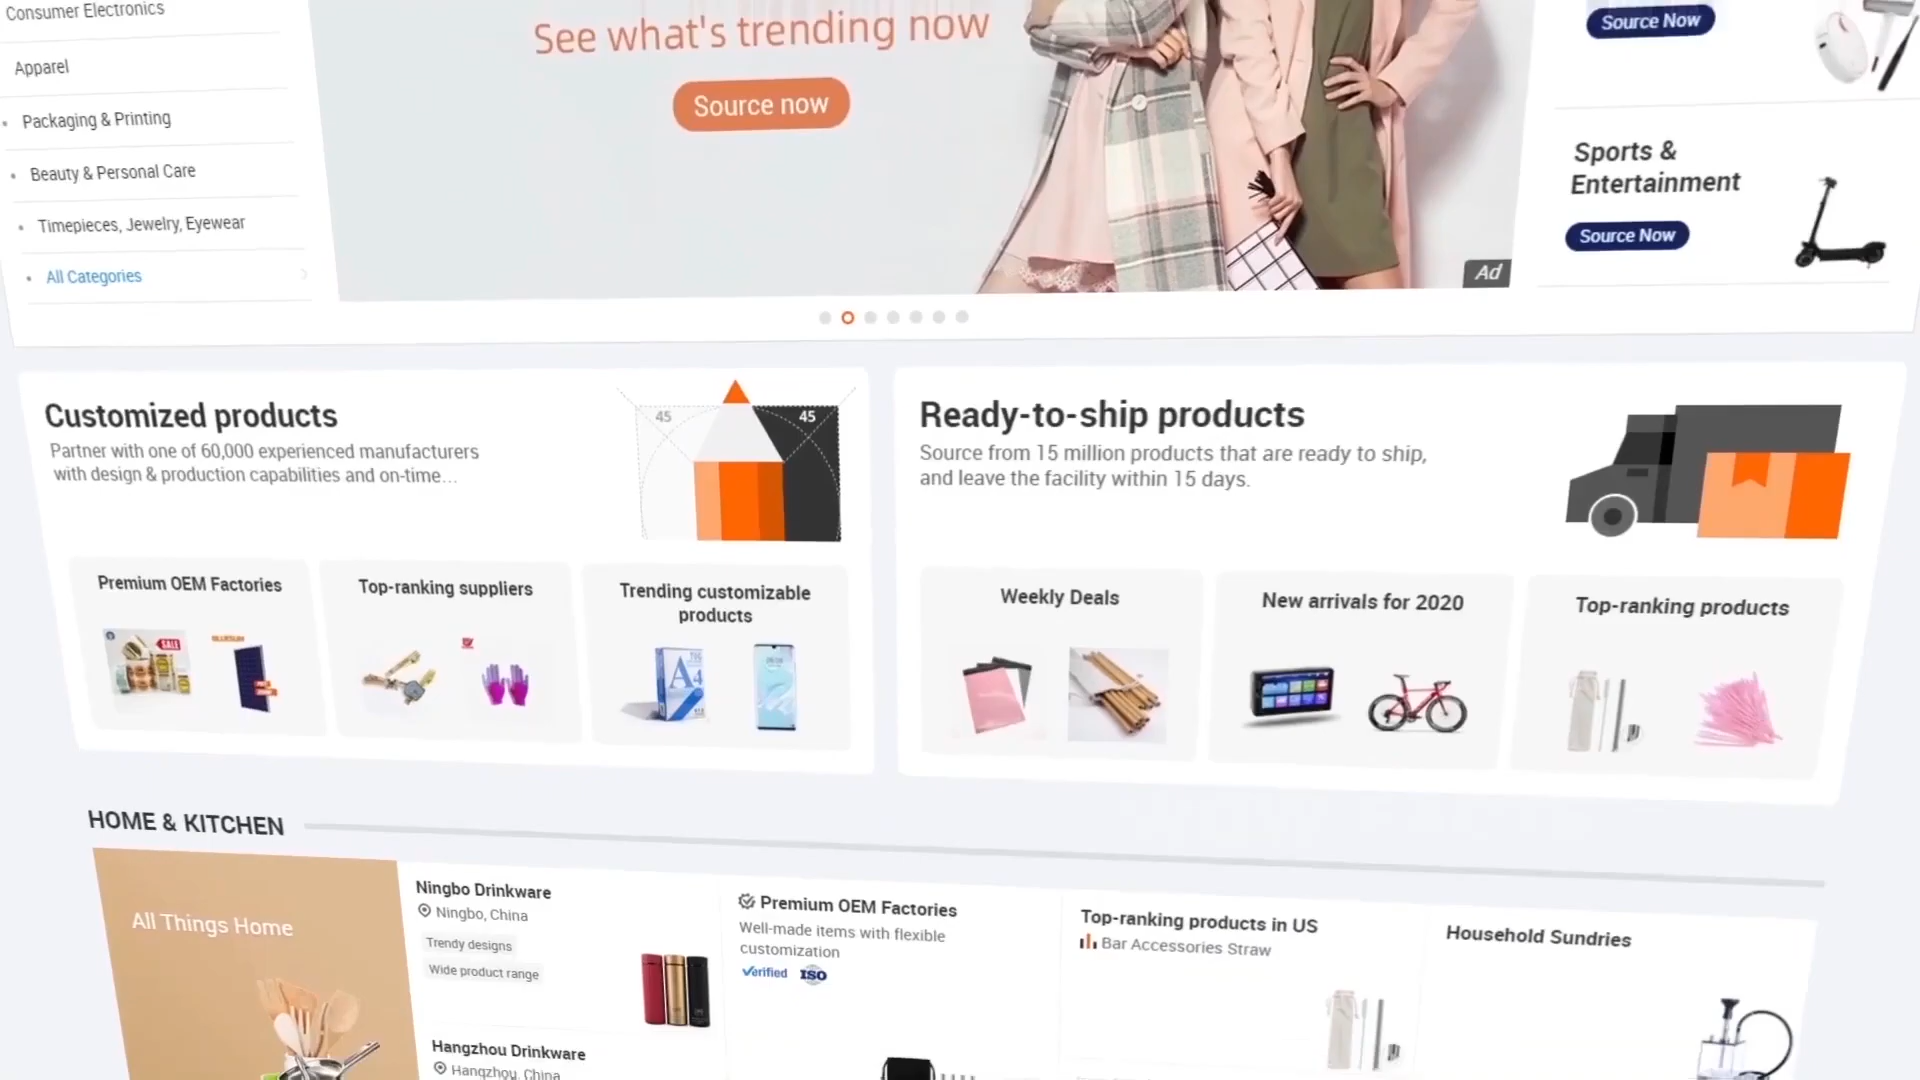 Consumer Electronics
Apparel
Packaging & Printing
Beauty & Personal Care
Timepieces, Jewelry, Eyewear
All Categories
See what's trending now
Source now
Ad
Source Now
Sports &
Entertainment
Source Now
Customized products
Partner with one of 60,000 experienced manufacturers
with design & production capabilities and on-time...
45
45
Premium OEM Factories
SALE
Top-ranking suppliers
Trending customizable
products
A4
Ready-to-ship products
Source from 15 million products that are ready to ship,
and leave the facility within 15 days.
Weekly Deals
New arrivals for 2020
Top-ranking products
HOME & KITCHEN
All Things Home
Ningbo Drinkware
Ningbo, China
Trendy designs
Wide product range
Hangzhou Drinkware
Hangzhou, China
Premium OEM Factories
Well-made items with flexible
customization
Verified ISO
Top-ranking products in US
Bar Accessories Straw
Household Sundries